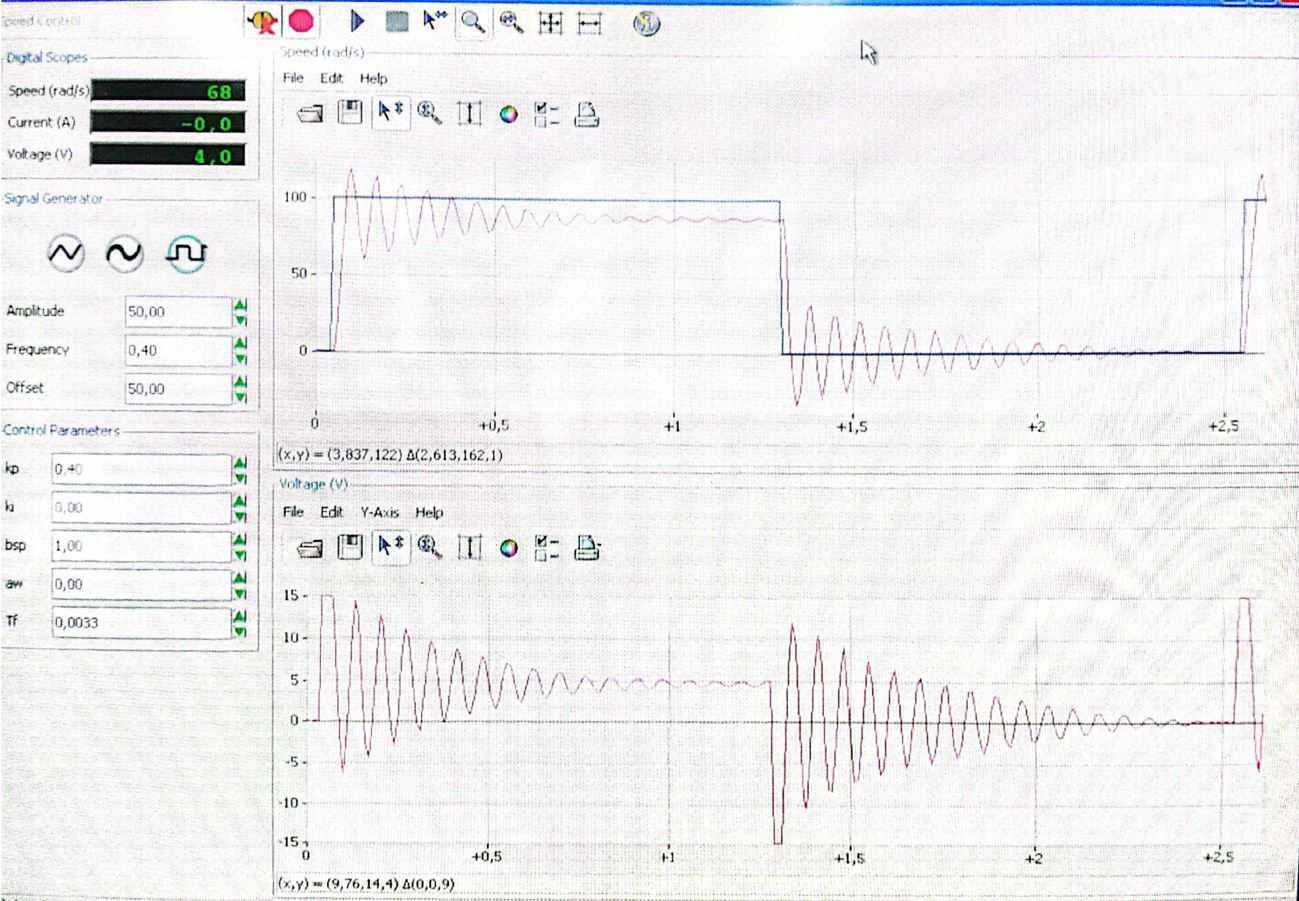 Speed Control
Digital Scopes
Speed (rad/s) 68
Current (A) -0,0
Voltage (V) 4,0
Signal Generator
Amplitude 50,00
Frequency 0,40
Offset 50,00
Control Parameters
kp 0,40
ki 0,00
bsp 1,00
aw 0,00
Tf 0,0033
Speed (rad/s)
File Edit Help
100
50
0
0 +0,5 +1 +1,5 +2 +2,5
(x,y) = (3,837,122) Δ(2,613,162,1)
Voltage (V)
File Edit Y-Axis Help
15
10
5
0
-5
-10
-15
0 +0,5 +1 +1,5 +2 +2,5
(x,y) = (9,76,14,4) Δ(0,0,9)